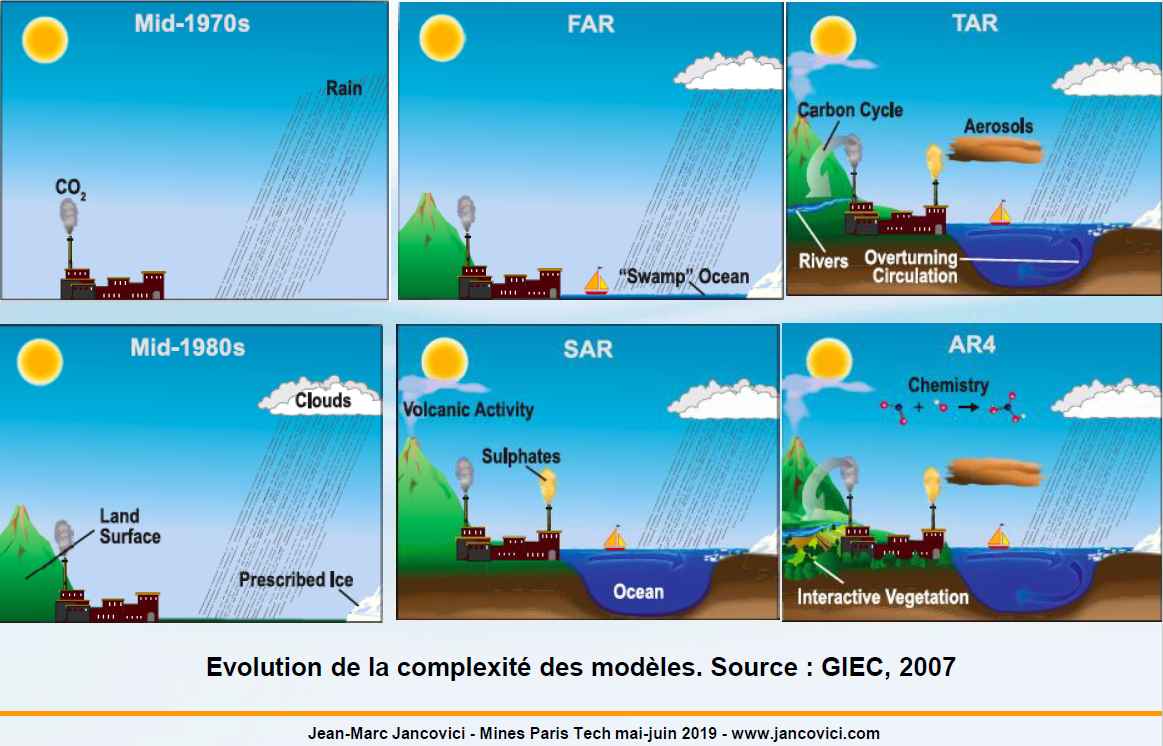 Mid-1970s
Rain
CO₂
FAR
"Swamp" Ocean
TAR
Carbon Cycle
Aerosols
Rivers
Overturning
Circulation
Mid-1980s
Clouds
Land
Surface
Prescribed Ice
SAR
Volcanic Activity
Sulphates
Ocean
AR4
Chemistry
+
Interactive Vegetation
Evolution de la complexité des modèles. Source : GIEC, 2007
Jean-Marc Jancovici - Mines Paris Tech mai-juin 2019 - www.jancovici.com